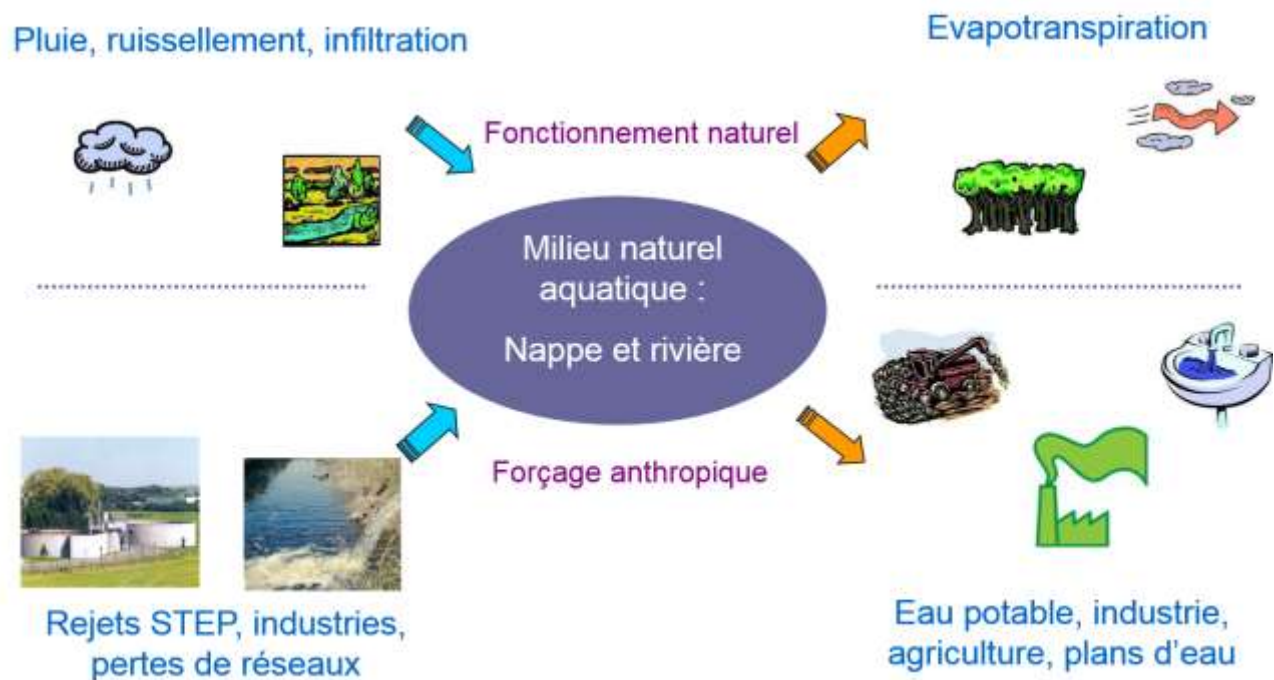 Pluie, ruissellement, infiltration
Evapotranspiration
Fonctionnement naturel
Milieu naturel
aquatique :
Nappe et rivière
Forçage anthropique
Rejets STEP, industries,
pertes de réseaux
Eau potable, industrie,
agriculture, plans d'eau